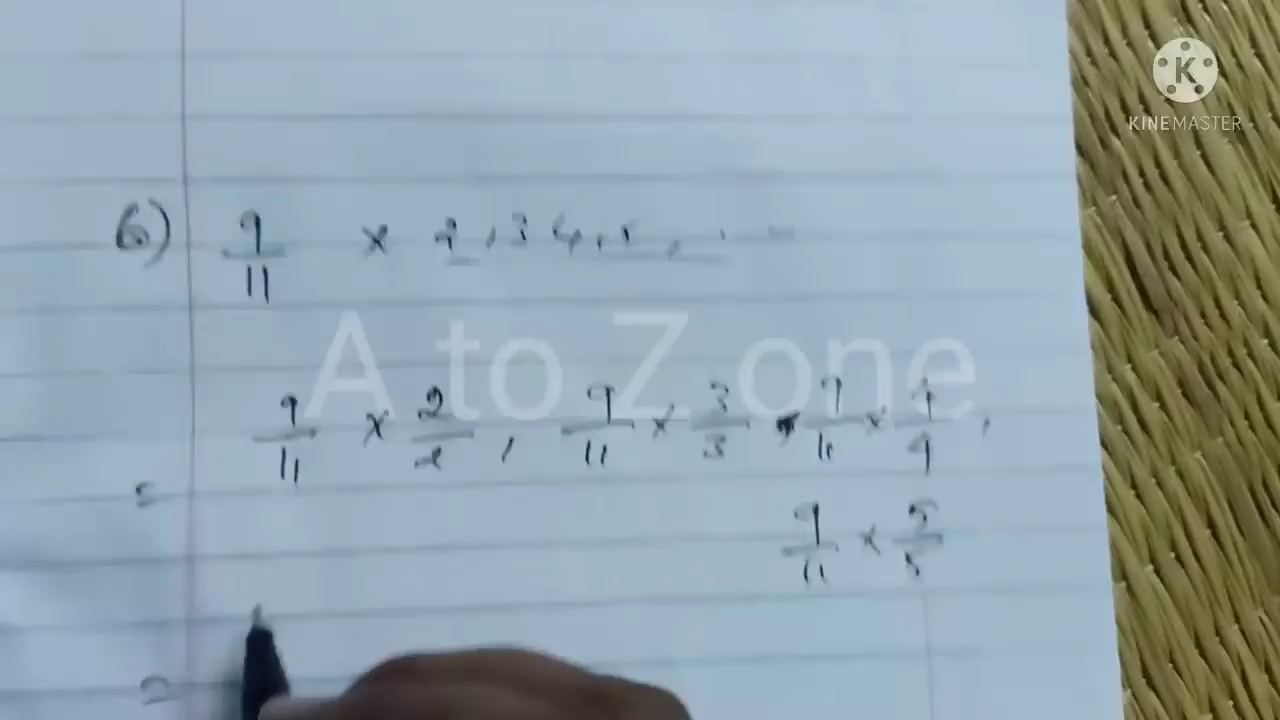 KINEMASTER
6) 9/11 × 2, 3 4, 5, , --
A to Z one
9/11 × 2/2, 9/11 × 3/3, 9/11 × 4/4,
9/11 × 5/5